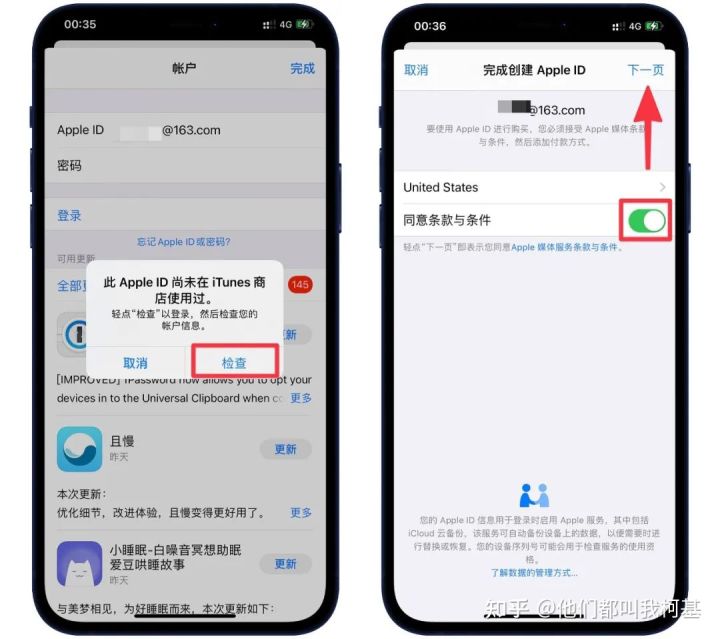 00:35
4G
帐户
完成
Apple ID
@163.com
密码
登录
忘记 Apple ID 或密码?
可用更新
全部更
145
此 Apple ID 尚未在 iTunes 商
店使用过。
轻点“检查”以登录,然后检查您的
帐户信息。
取消
检查
新
[IMPROVED] 1Password now allows you to opt your
devices in to the Universal Clipboard when co
更多
且慢
昨天
更新
本次更新:
优化细节,改进体验,且慢变得更好用了。
更多
小睡眠-白噪音冥想助眠
爱豆哄睡故事
昨天
更新
与美梦相见,为好睡眠而来,本次更新如下:
00:36
4G
取消
完成创建 Apple ID
下一页
@163.com
要使用 Apple ID 进行购买,您必须接受 Apple 媒体条款
与条件,然后添加付款方式。
United States
同意条款与条件
轻点“下一页”即表示您同意Apple 媒体服务条款与条件。
您的 Apple ID 信息用于登录时启用 Apple 服务,其中包括
iCloud 云备份,该服务可自动备份设备上的数据,以便需要时进
行替换或恢复。您的设备序列号可能会用于检查服务的使用资
格。
了解数据的管理方式...
知乎 @他们都叫我柯基